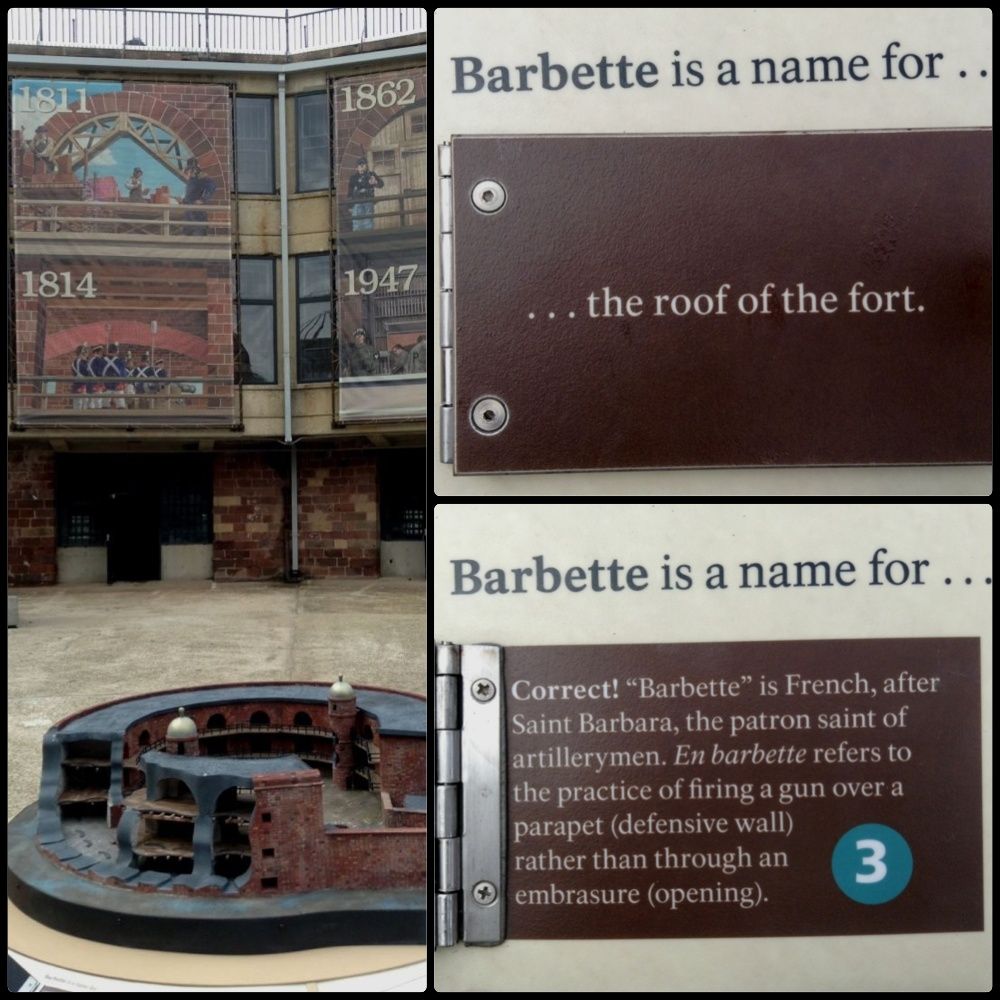 1811
1862
1814
1947
Barbette is a name for . .
. . . the roof of the fort.
Barbette is a name for . . .
Correct! “Barbette” is French, after
Saint Barbara, the patron saint of
artillerymen. En barbette refers to
the practice of firing a gun over a
parapet (defensive wall)
rather than through an
embrasure (opening).
3